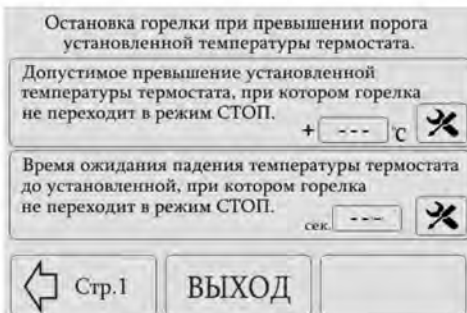 Остановка горелки при превышении порога
установленной температуры термостата.
Допустимое превышение установленной
температуры термостата, при котором горелка
не переходит в режим СТОП.
+ --- °C
Время ожидания падения температуры термостата
до установленной, при котором горелка
не переходит в режим СТОП.
сек. ---
Стр.1
ВЫХОД